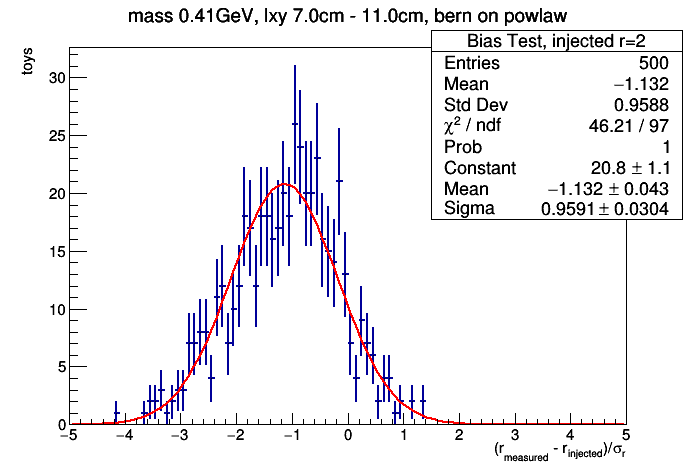 mass 0.41GeV, lxy 7.0cm - 11.0cm, bern on powlaw
toys
Bias Test, injected r=2
Entries 500
Mean −1.132
Std Dev 0.9588
χ² / ndf 46.21 / 97
Prob 1
Constant 20.8 ± 1.1
Mean −1.132 ± 0.043
Sigma 0.9591 ± 0.0304
30
25
20
15
10
5
0
−5 −4 −3 −2 −1 0 1 2 3 4 5
(r_measured - r_injected)/σ_r